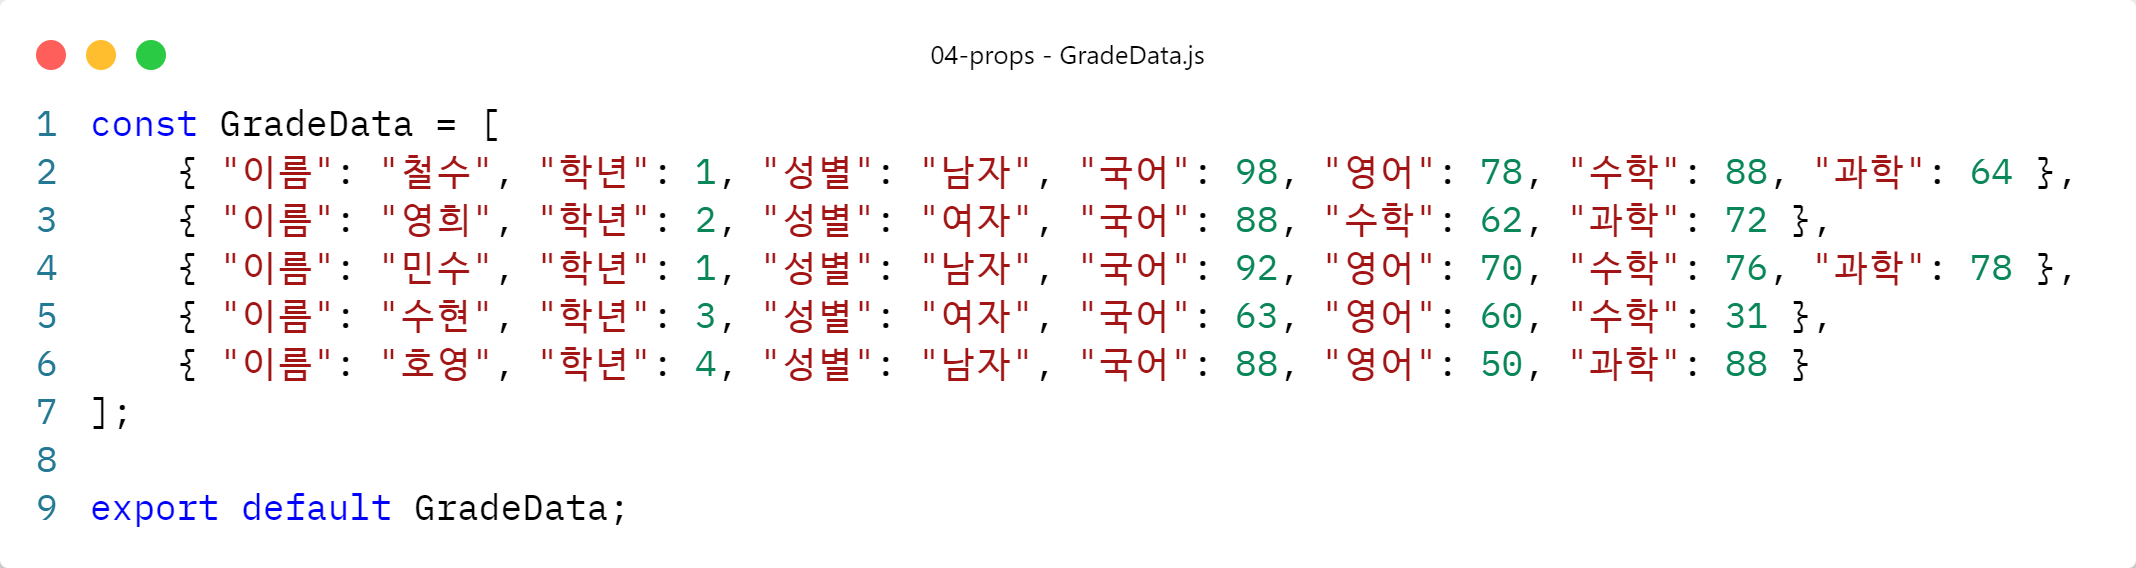 04-props - GradeData.js
1 const GradeData = [
2     { "이름": "철수", "학년": 1, "성별": "남자", "국어": 98, "영어": 78, "수학": 88, "과학": 64 },
3     { "이름": "영희", "학년": 2, "성별": "여자", "국어": 88, "수학": 62, "과학": 72 },
4     { "이름": "민수", "학년": 1, "성별": "남자", "국어": 92, "영어": 70, "수학": 76, "과학": 78 },
5     { "이름": "수현", "학년": 3, "성별": "여자", "국어": 63, "영어": 60, "수학": 31 },
6     { "이름": "호영", "학년": 4, "성별": "남자", "국어": 88, "영어": 50, "과학": 88 }
7 ];
8
9 export default GradeData;